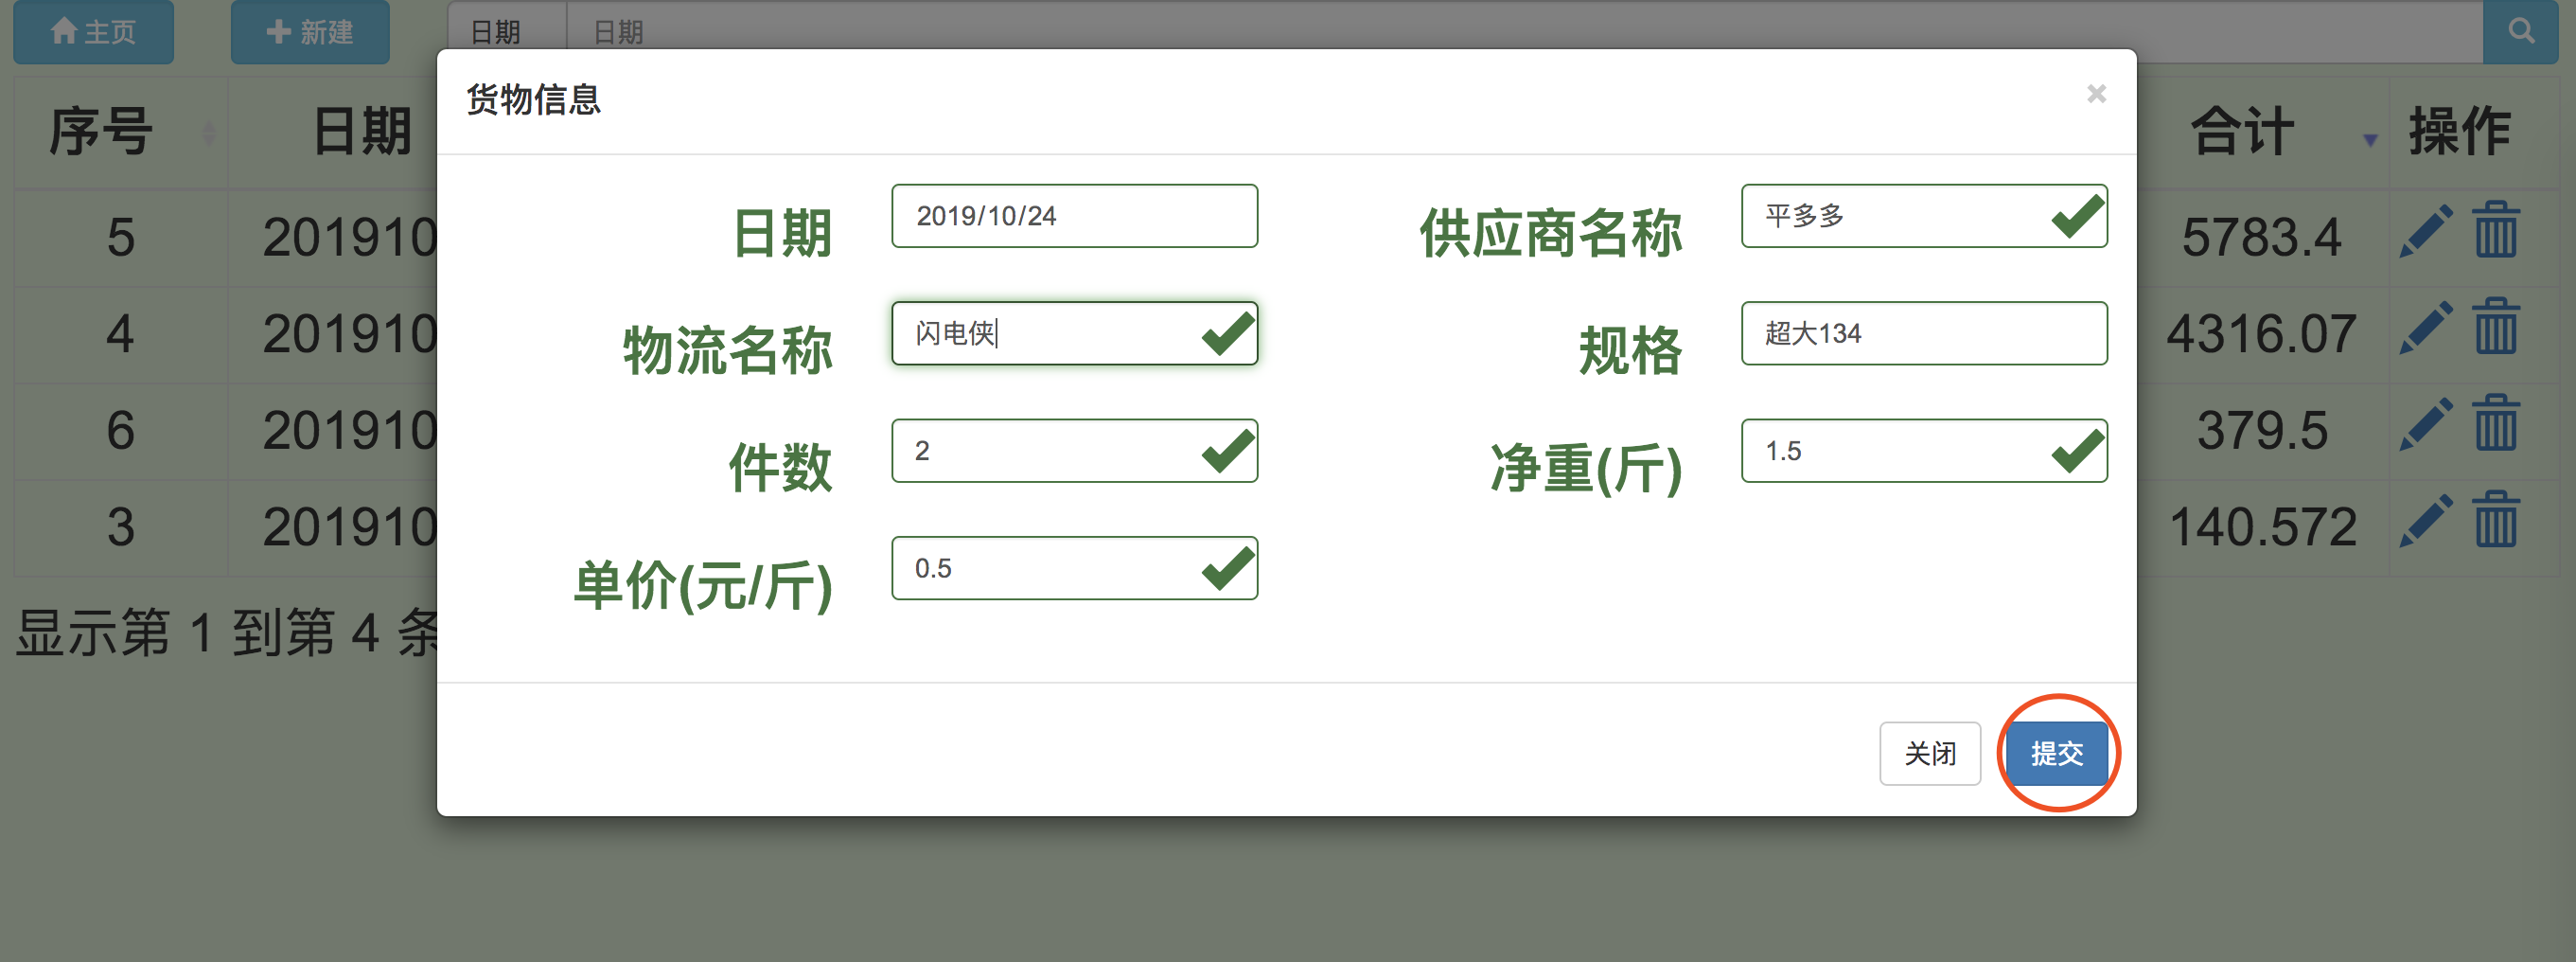 主页 新建 日期 日期
货物信息 ×
序号 日期 合计 操作
日期 2019/10/24 供应商名称 平多多
5 201910 5783.4
物流名称 闪电侠 规格 超大134
4 201910 4316.07
件数 2 净重(斤) 1.5
6 201910 379.5
3 201910 140.572
单价(元/斤) 0.5
显示第 1 到第 4 条
关闭 提交